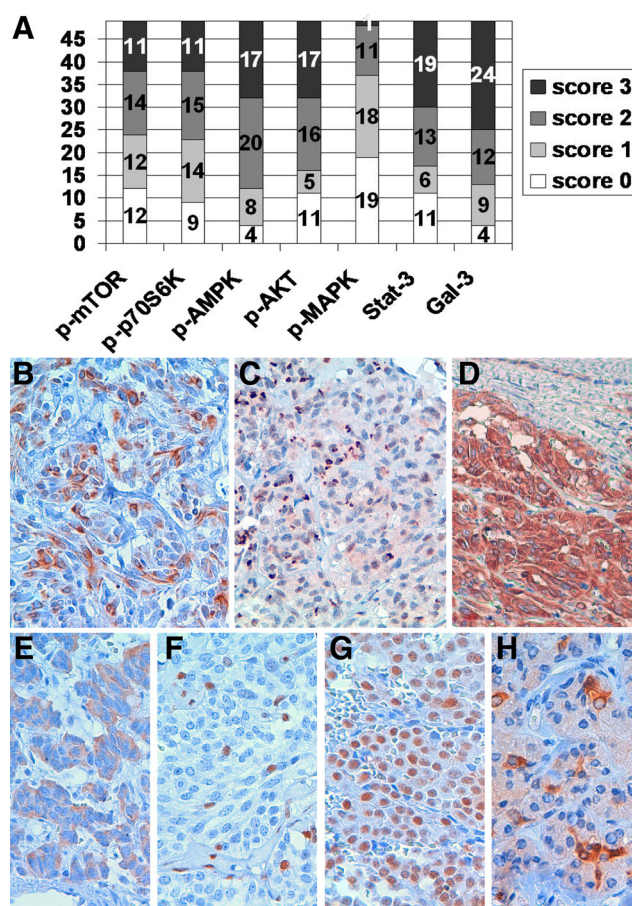 A
45
40
35
30
25
20
15
10
5
0
11 11 17 17 1 19 24
14 15 20 16 11 13 12
12 14 8 5 18 6 9
12 9 4 11 19 11 4
score 3
score 2
score 1
score 0
p-mTOR
p-p70S6K
p-AMPK
p-AKT
p-MAPK
Stat-3
Gal-3
B
C
D
E
F
G
H